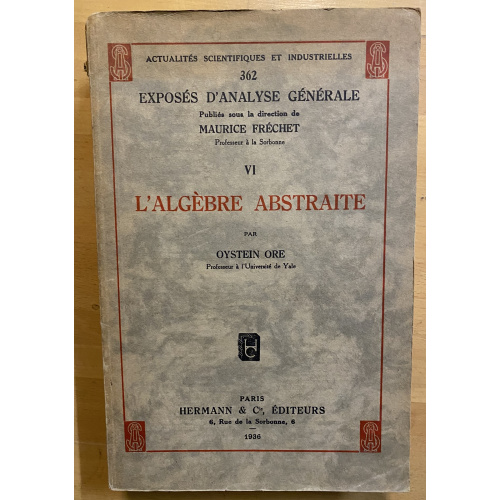 ACTUALITÉS SCIENTIFIQUES ET INDUSTRIELLES
362
EXPOSÉS D'ANALYSE GÉNÉRALE
Publiés sous la direction de
MAURICE FRÉCHET
Professeur à la Sorbonne
VI
L'ALGÈBRE ABSTRAITE
PAR
OYSTEIN ORE
Professeur à l'Université de Yale
HC
PARIS
HERMANN & Cie, ÉDITEURS
6, Rue de la Sorbonne, 6
1936